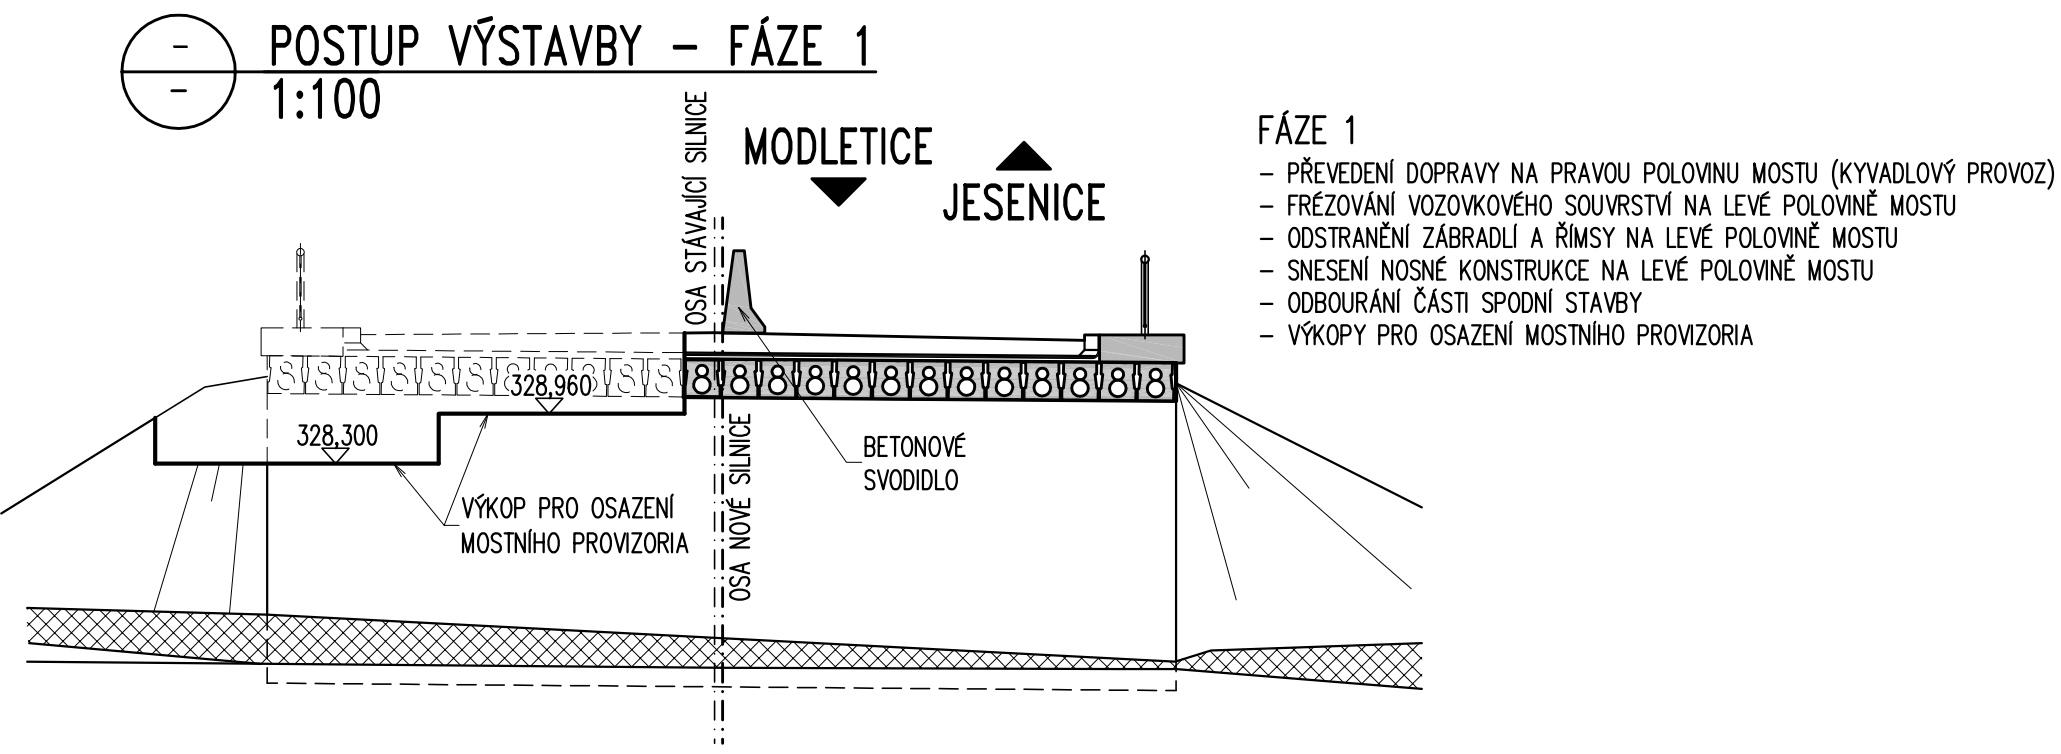 -
-
POSTUP VÝSTAVBY - FÁZE 1
1:100
OSA STÁVAJÍCÍ SILNICE
MODLETICE
JESENICE
FÁZE 1
- PŘEVEDENÍ DOPRAVY NA PRAVOU POLOVINU MOSTU (KYVADLOVÝ PROVOZ)
- FRÉZOVÁNÍ VOZOVKOVÉHO SOUVRSTVÍ NA LEVÉ POLOVINĚ MOSTU
- ODSTRANĚNÍ ZÁBRADLÍ A ŘÍMSY NA LEVÉ POLOVINĚ MOSTU
- SNESENÍ NOSNÉ KONSTRUKCE NA LEVÉ POLOVINĚ MOSTU
- ODBOURÁNÍ ČÁSTI SPODNÍ STAVBY
- VÝKOPY PRO OSAZENÍ MOSTNÍHO PROVIZORIA
328,960
328,300
BETONOVÉ
SVODIDLO
VÝKOP PRO OSAZENÍ
MOSTNÍHO PROVIZORIA
OSA NOVÉ SILNICE